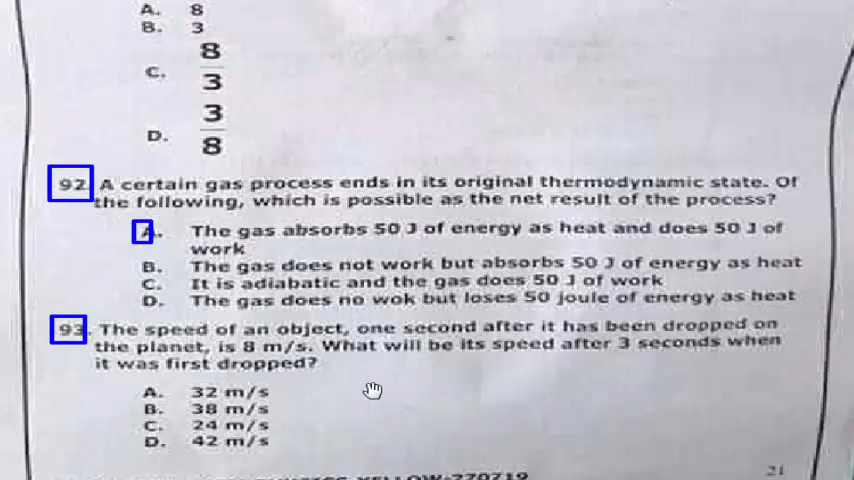 A. 8
B. 3
C. 8
3
D. 3
8
92. A certain gas process ends in its original thermodynamic state. Of
the following, which is possible as the net result of the process?
A. The gas absorbs 50 J of energy as heat and does 50 J of
work
B. The gas does not work but absorbs 50 J of energy as heat
C. It is adiabatic and the gas does 50 J of work
D. The gas does no wok but loses 50 joule of energy as heat
93. The speed of an object, one second after it has been dropped on
the planet, is 8 m/s. What will be its speed after 3 seconds when
it was first dropped?
A. 32 m/s
B. 38 m/s
C. 24 m/s
D. 42 m/s
YELLOW-270719
21